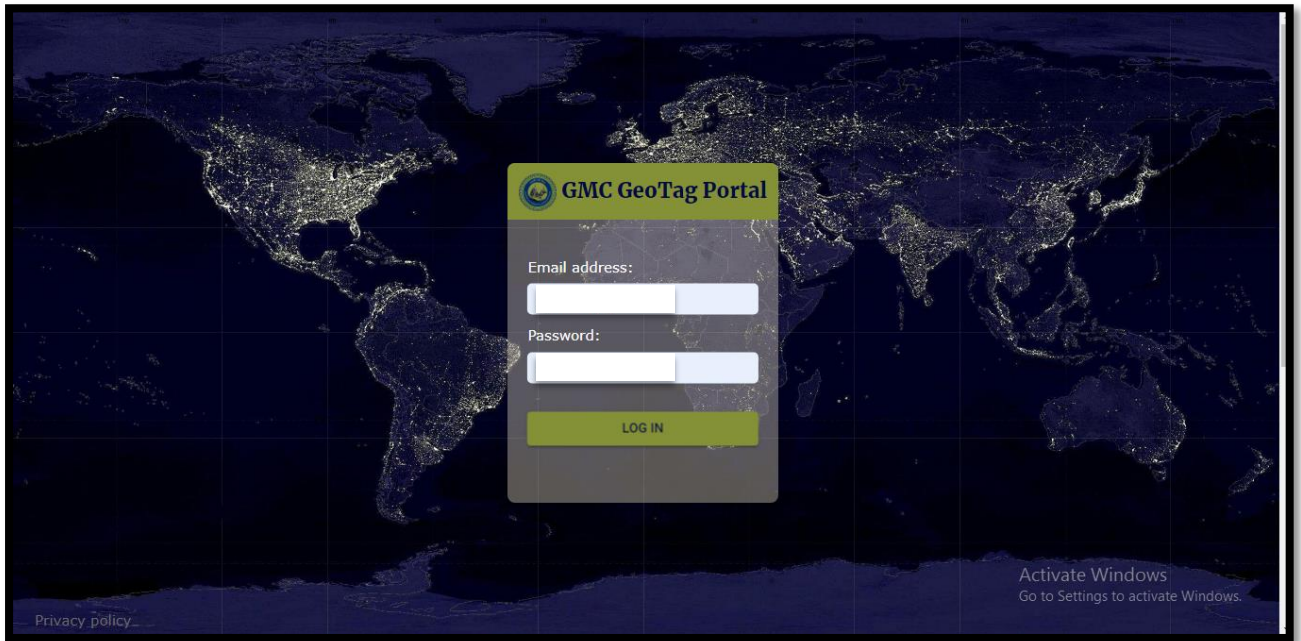 GMC GeoTag Portal
Email address:
Password:
LOG IN
Activate Windows
Go to Settings to activate Windows.
Privacy policy